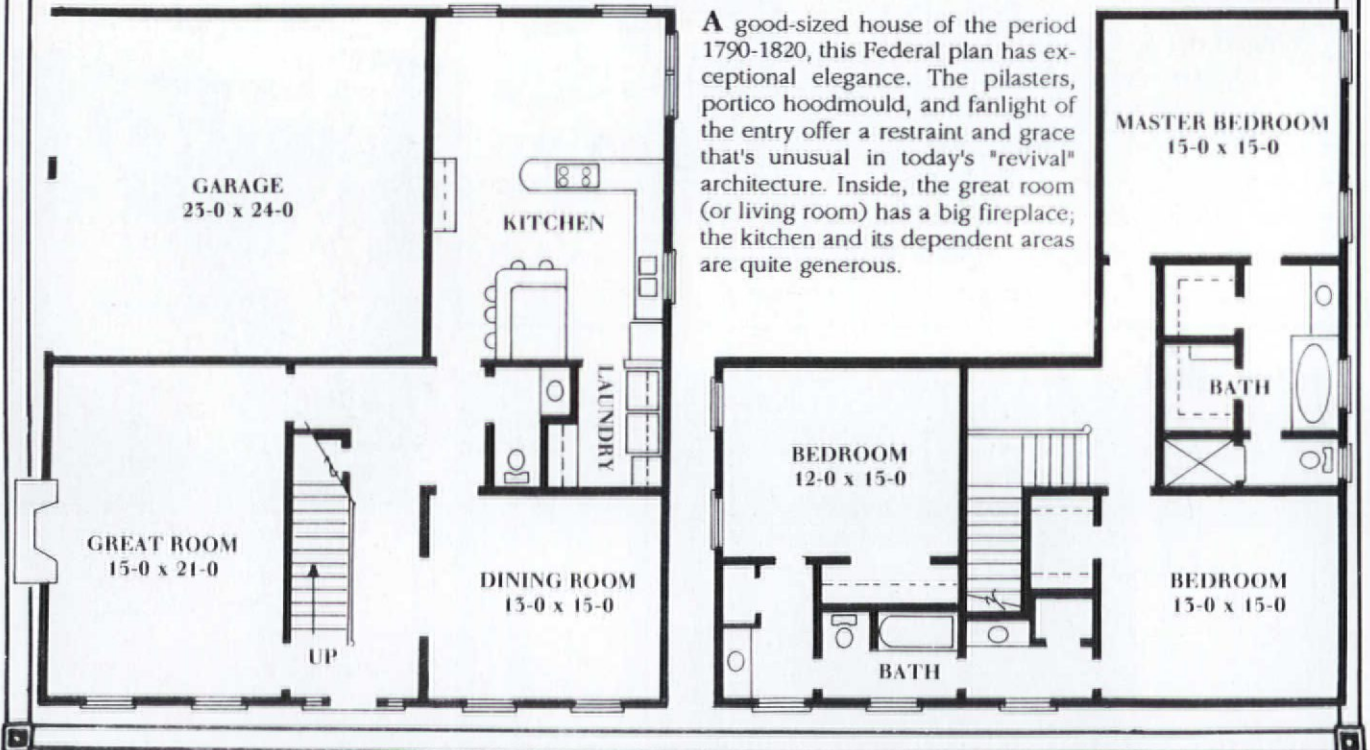 A good-sized house of the period
1790-1820, this Federal plan has ex-
ceptional elegance. The pilasters,
portico hoodmould, and fanlight of
the entry offer a restraint and grace
that's unusual in today's "revival"
architecture. Inside, the great room
(or living room) has a big fireplace;
the kitchen and its dependent areas
are quite generous.
GARAGE
23-0 x 24-0
KITCHEN
LAUNDRY
GREAT ROOM
15-0 x 21-0
UP
DINING ROOM
13-0 x 15-0
MASTER BEDROOM
15-0 x 15-0
BATH
BEDROOM
12-0 x 15-0
BEDROOM
13-0 x 15-0
BATH